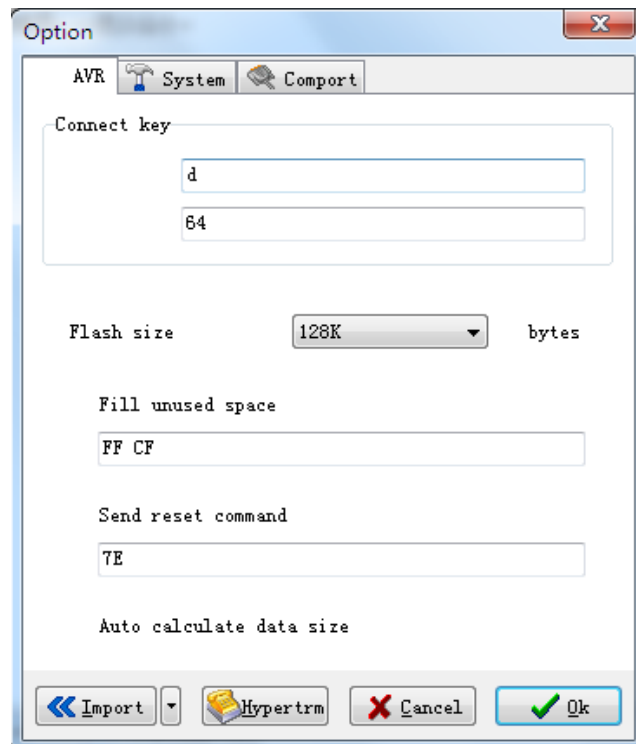 Option
AVR System Comport
Connect key
d
64
Flash size 128K bytes
Fill unused space
FF CF
Send reset command
7E
Auto calculate data size
Import Hypertrm Cancel Ok